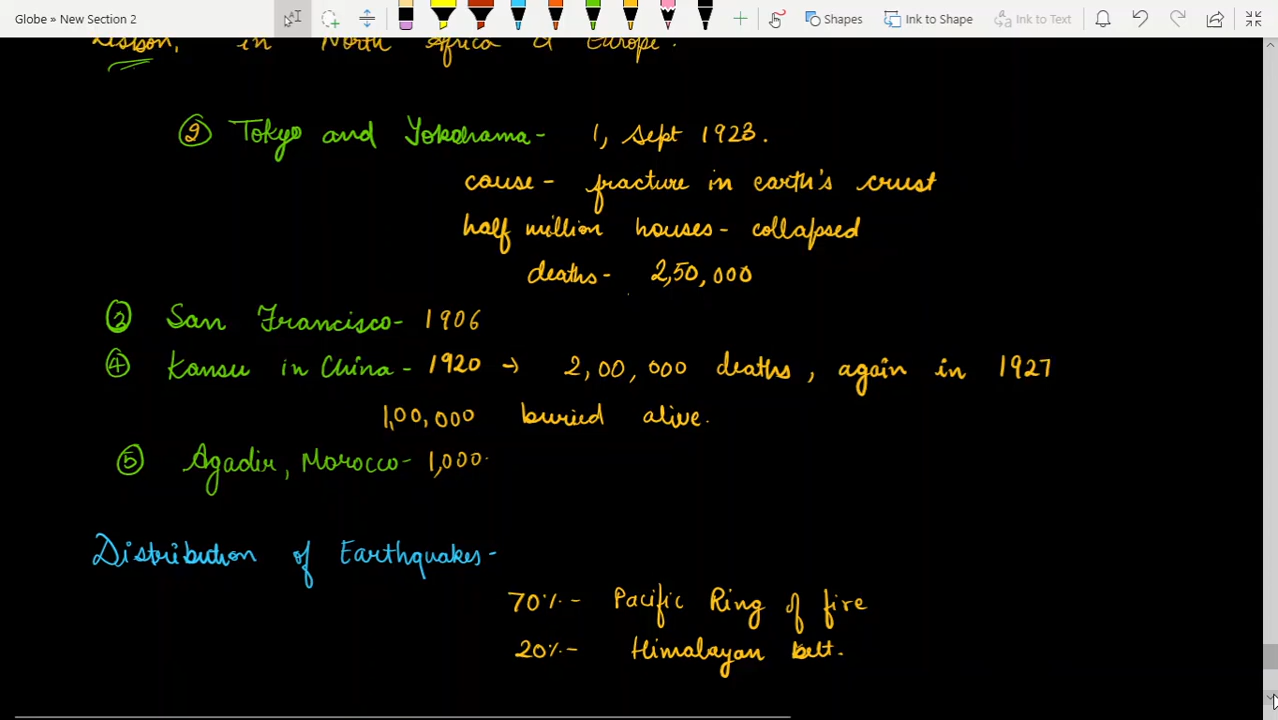 Globe » New Section 2
Shapes
Ink to Shape
Ink to Text
Lisbon, in North Africa & Europe.
② Tokyo and Yokohama- 1, Sept 1923.
cause - fracture in earth's crust
half million houses - collapsed
deaths - 2,50,000
③ San Francisco- 1906
④ Kansu in China - 1920 → 2,00,000 deaths, again in 1927
1,00,000 buried alive.
⑤ Agadir, Morocco- 1,000
Distribution of Earthquakes-
70% - Pacific Ring of fire
20% - Himalayan belt.